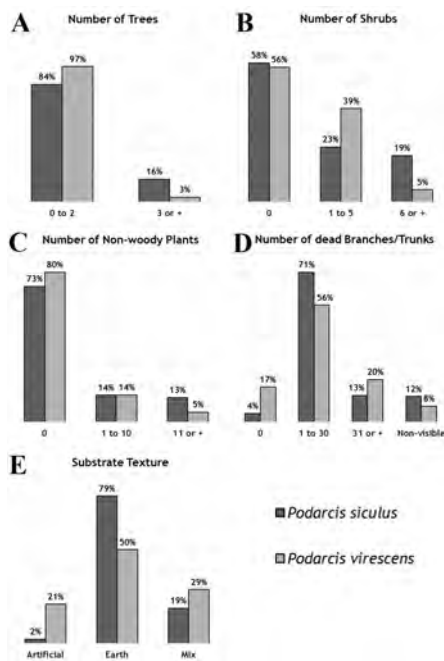 A
Number of Trees
84%
97%
16%
3%
0 to 2
3 or +
B
Number of Shrubs
58%
56%
23%
39%
19%
5%
0
1 to 5
6 or +
C
Number of Non-woody Plants
73%
80%
14%
14%
13%
5%
0
1 to 10
11 or +
D
Number of dead Branches/Trunks
4%
17%
71%
56%
13%
20%
12%
8%
0
1 to 30
31 or +
Non-visible
E
Substrate Texture
2%
21%
79%
50%
19%
29%
Artificial
Earth
Mix
Podarcis siculus
Podarcis virescens